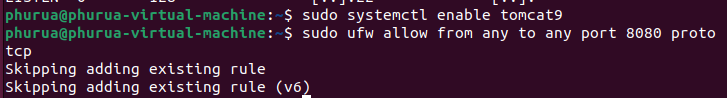 phurua@phurua-virtual-machine:~$ sudo systemctl enable tomcat9
phurua@phurua-virtual-machine:~$ sudo ufw allow from any to any port 8080 proto
tcp
Skipping adding existing rule
Skipping adding existing rule (v6)